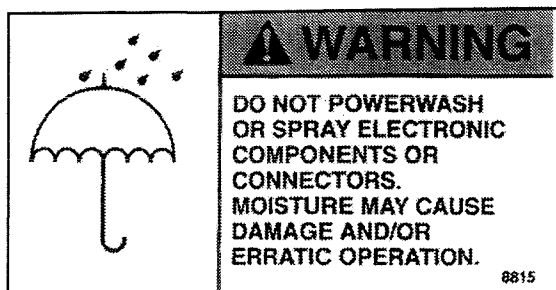 WARNING
DO NOT POWERWASH
OR SPRAY ELECTRONIC
COMPONENTS OR
CONNECTORS.
MOISTURE MAY CAUSE
DAMAGE AND/OR
ERRATIC OPERATION.
8815